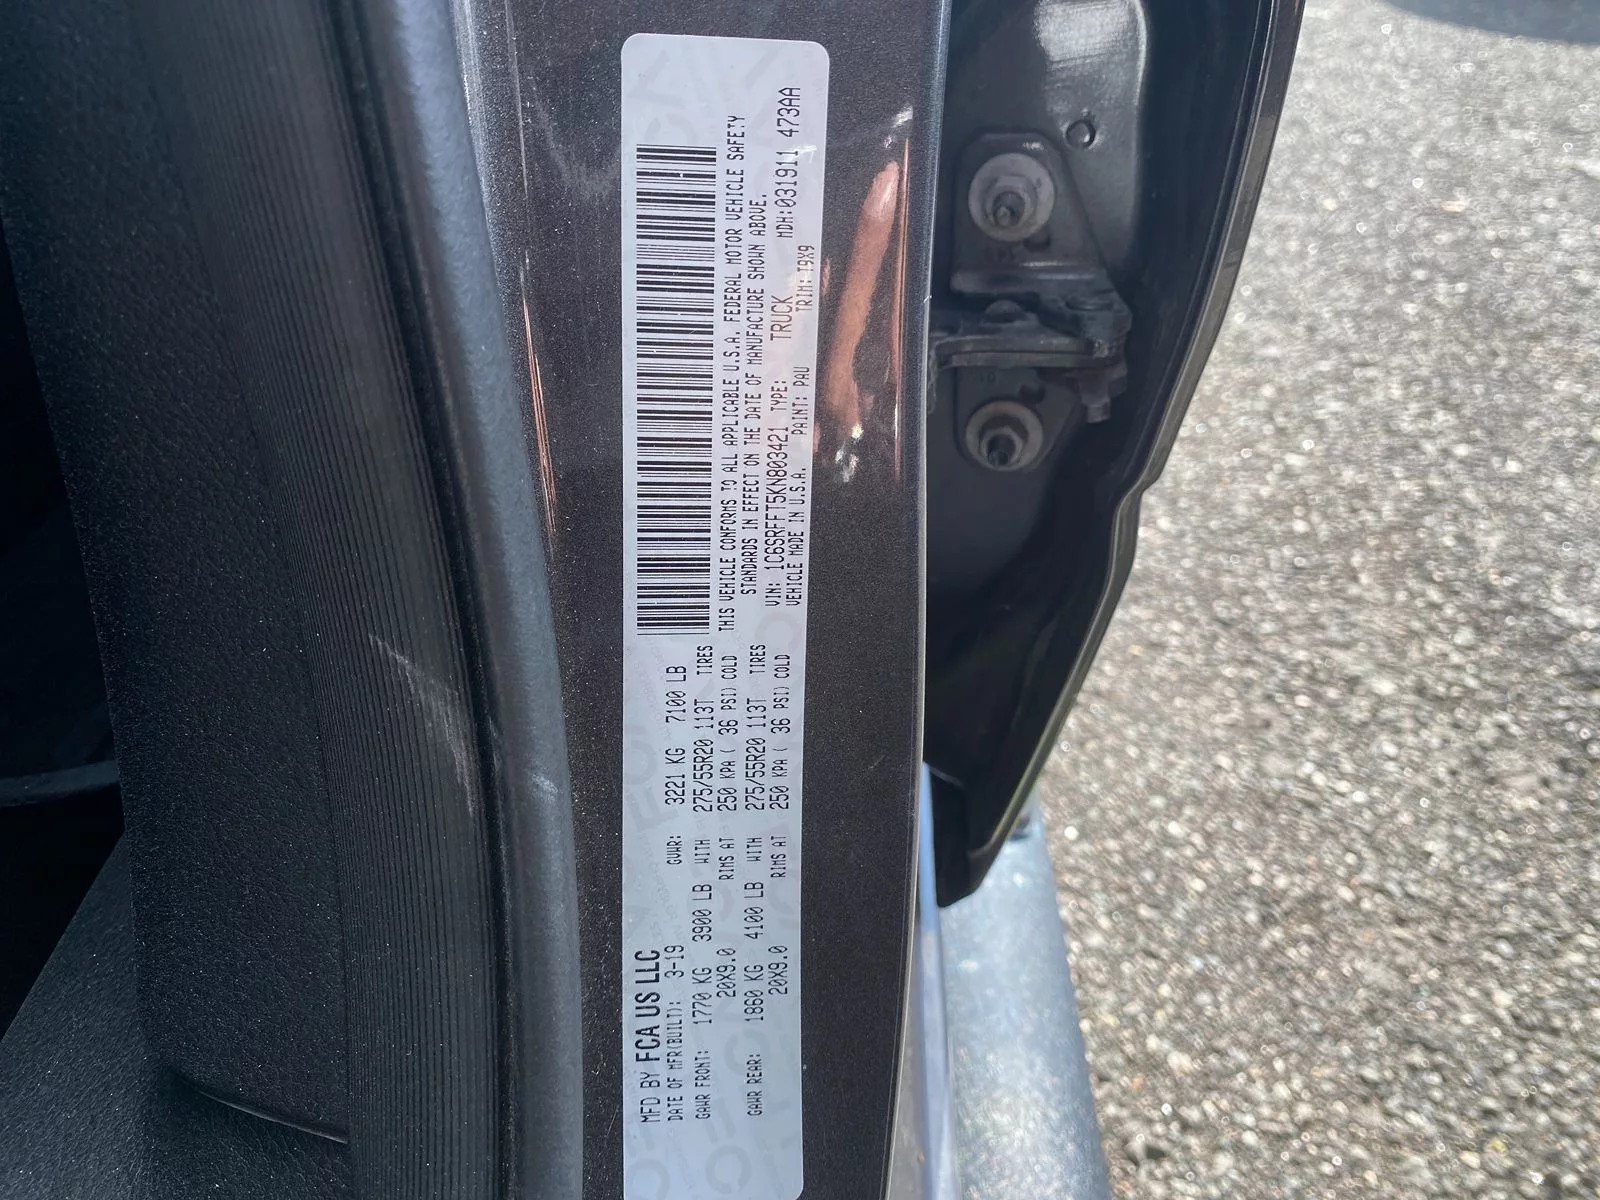 MFD BY FCA US LLC
DATE OF MFR(BUILT): 3-19 GVWR: 3221 KG 7100 LB
GAWR FRONT: 1770 KG 3900 LB WITH 275/55R20 113T TIRES
20X9.0 RIMS AT 250 KPA ( 36 PSI) COLD
GAWR REAR: 1860 KG 4100 LB WITH 275/55R20 113T TIRES
20X9.0 RIMS AT 250 KPA ( 36 PSI) COLD
THIS VEHICLE CONFORMS TO ALL APPLICABLE U.S.A. FEDERAL MOTOR VEHICLE SAFETY
STANDARDS IN EFFECT ON THE DATE OF MANUFACTURE SHOWN ABOVE.
VIN: 1C6SRFFT5KN803421 TYPE: TRUCK MDH:031911 473AA
VEHICLE MADE IN U.S.A. PAINT: PAU TRIM: T9X9